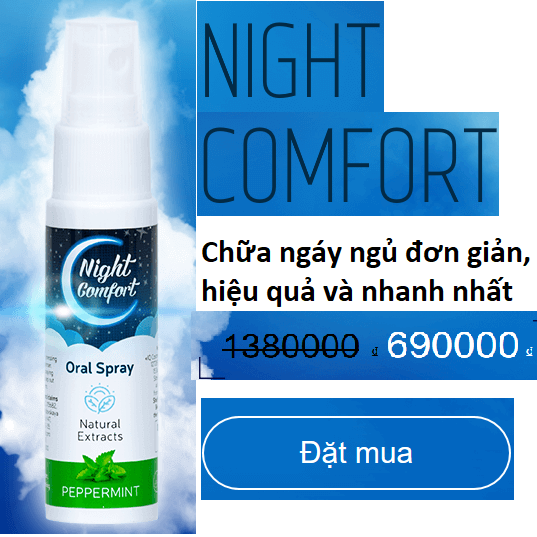 NIGHT
COMFORT
Chữa ngáy ngủ đơn giản,
hiệu quả và nhanh nhất
1380000 ₫ 690000 ₫
Đặt mua
Night
Comfort
Oral Spray
Natural
Extracts
PEPPERMINT